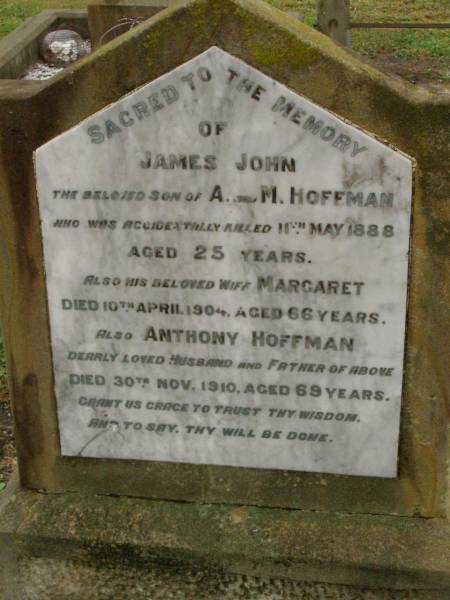 SACRED TO THE MEMORY
OF
JAMES JOHN
THE BELOVED SON OF A. AND M. HOFFMAN
WHO WAS ACCIDENTALLY KILLED 11TH MAY 1888
AGED 25 YEARS.
ALSO HIS BELOVED WIFE MARGARET
DIED 10TH APRIL 1904, AGED 66 YEARS.
ALSO ANTHONY HOFFMAN
DEARLY LOVED HUSBAND AND FATHER OF ABOVE
DIED 30TH NOV. 1910, AGED 69 YEARS.
GRANT US GRACE TO TRUST THY WISDOM.
AND TO SAY, THY WILL BE DONE.